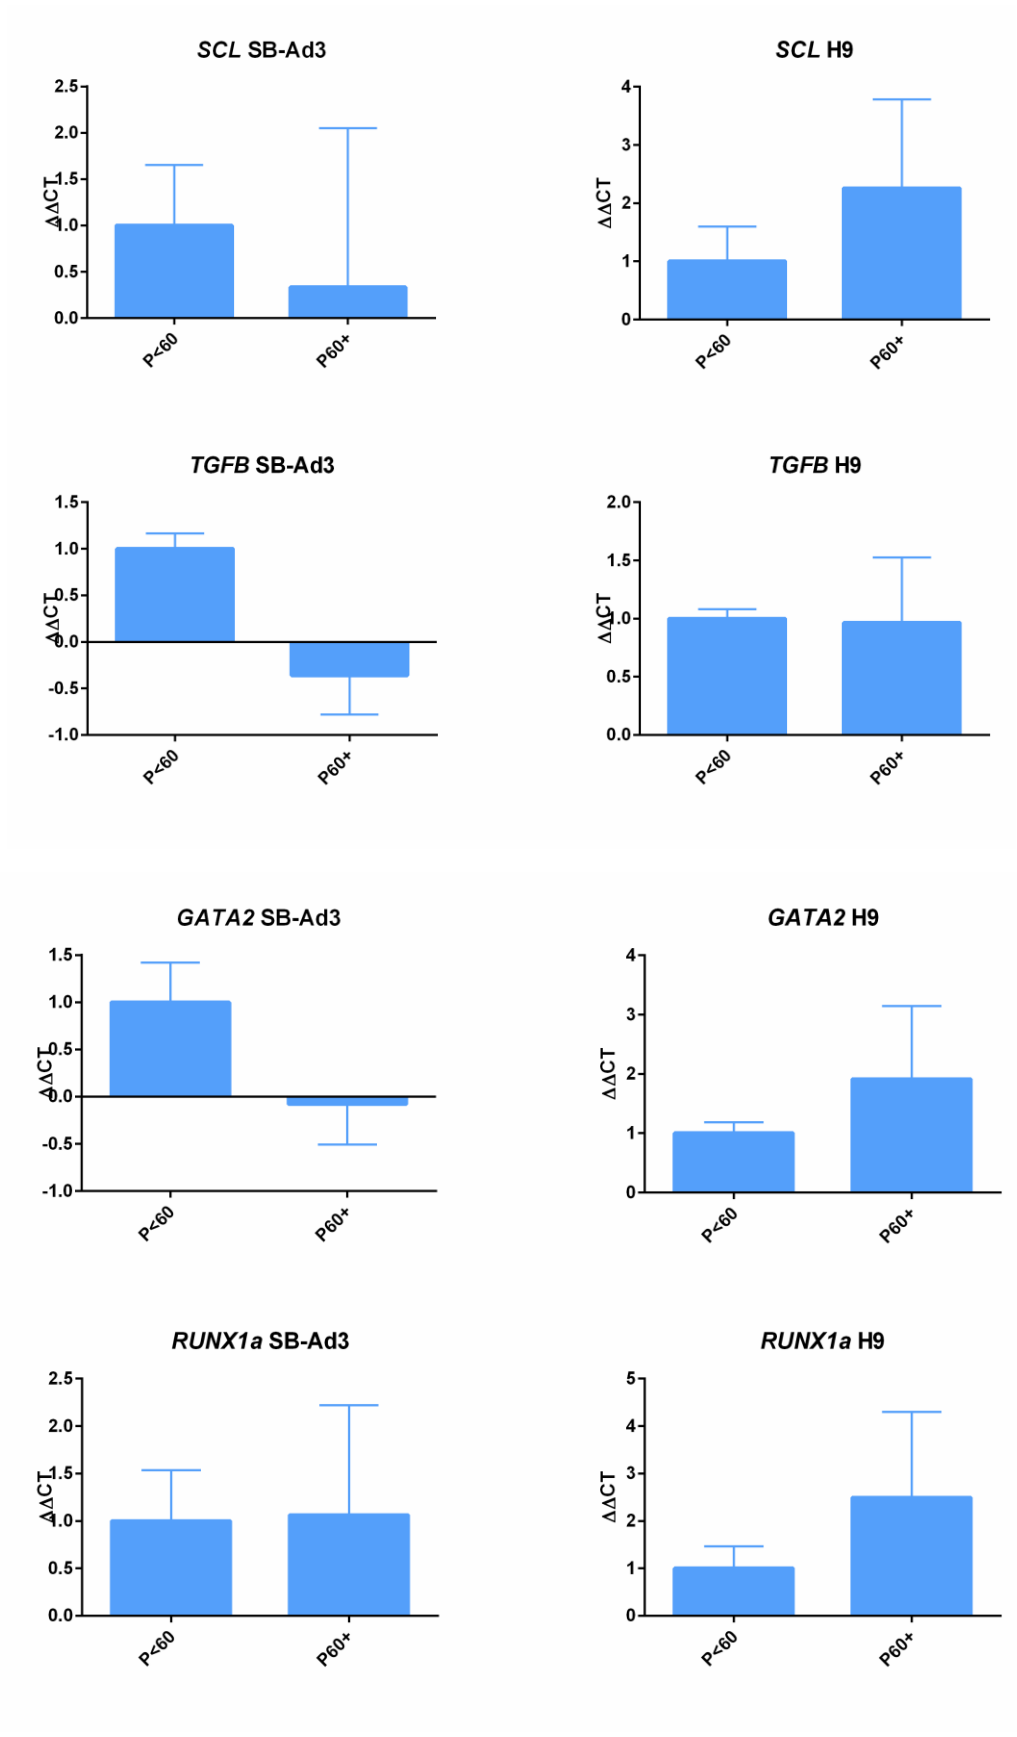 SCL SB-Ad3
2.5
2.0
1.5
1.0
0.5
0.0
ΔΔCT
P<60
P60+
SCL H9
4
3
2
1
0
ΔΔCT
P<60
P60+
TGFB SB-Ad3
1.5
1.0
0.5
0.0
-0.5
-1.0
ΔΔCT
P<60
P60+
TGFB H9
2.0
1.5
1.0
0.5
0.0
ΔΔCT
P<60
P60+
GATA2 SB-Ad3
1.5
1.0
0.5
0.0
-0.5
-1.0
ΔΔCT
P<60
P60+
GATA2 H9
4
3
2
1
0
ΔΔCT
P<60
P60+
RUNX1a SB-Ad3
2.5
2.0
1.5
1.0
0.5
0.0
ΔΔCT
P<60
P60+
RUNX1a H9
5
4
3
2
1
0
ΔΔCT
P<60
P60+